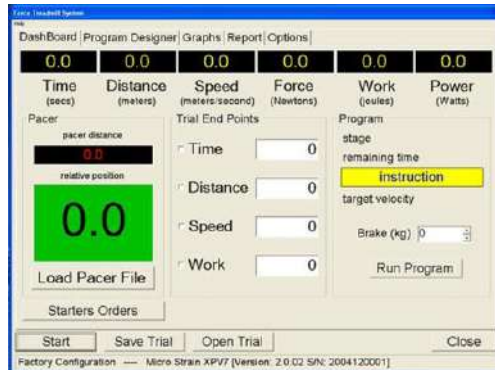 Force Treadmill System
Help
DashBoard Program Designer Graphs Report Options
0.0 0.0 0.0 0.0 0.0 0.0
Time Distance Speed Force Work Power
(secs) (meters) (meters/second) (Newtons) (joules) (Watts)
Pacer Trial End Points Program
pacer distance
0.0
relative position
0.0
Load Pacer File
Starters Orders
Time 0
Distance 0
Speed 0
Work 0
stage
remaining time
instruction
target velocity
Brake (kg) 0
Run Program
Start Save Trial Open Trial Close
Factory Configuration ---- Micro Strain XPV7 [Version: 2.0.02 S/N: 2004120001]